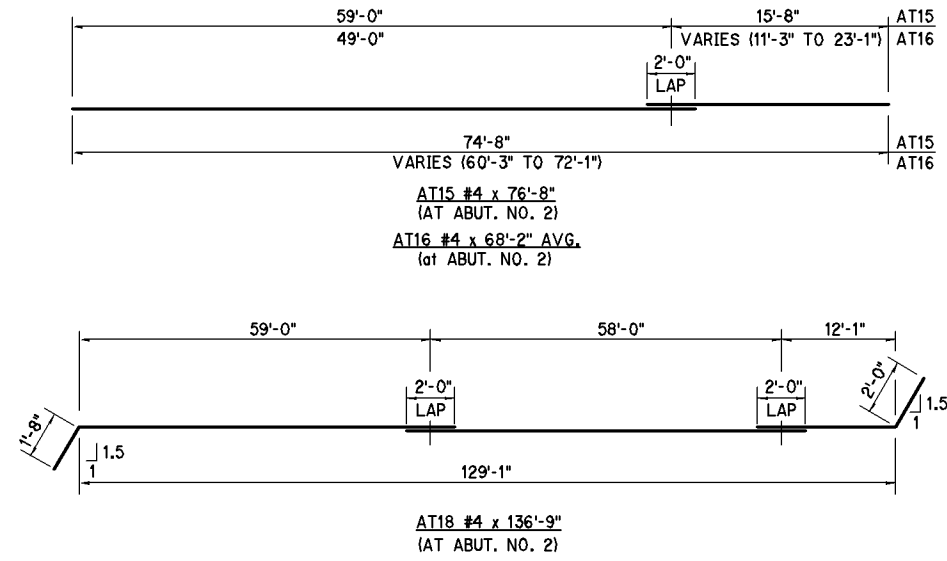 59'-0" 15'-8" AT15
49'-0" VARIES (11'-3" TO 23'-1") AT16
2'-0"
LAP
74'-8" AT15
VARIES (60'-3" TO 72'-1") AT16
AT15 #4 x 76'-8"
(AT ABUT. NO. 2)
AT16 #4 x 68'-2" AVG.
(at ABUT. NO. 2)
59'-0" 58'-0" 12'-1"
2'-0" 2'-0" 2'-0"
LAP LAP
1'-8" 1.5
1 1.5
1
129'-1"
AT18 #4 x 136'-9"
(AT ABUT. NO. 2)